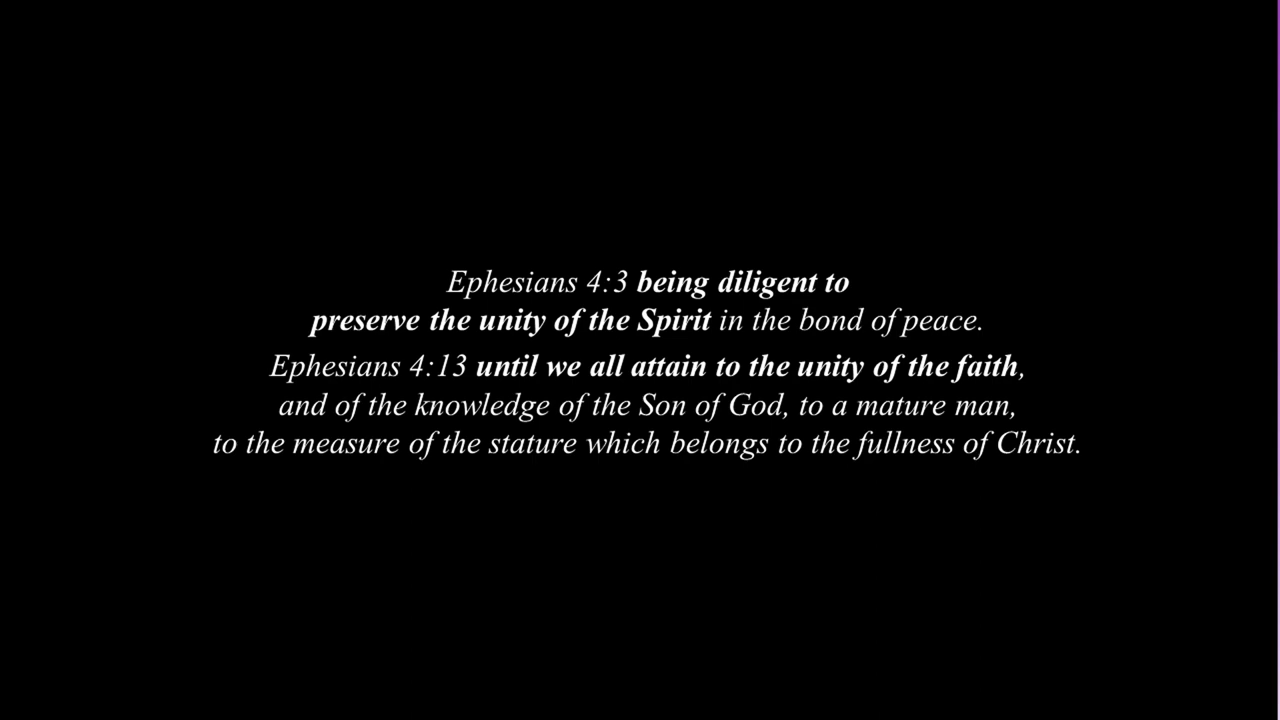 Ephesians 4:3 being diligent to
preserve the unity of the Spirit in the bond of peace.
Ephesians 4:13 until we all attain to the unity of the faith,
and of the knowledge of the Son of God, to a mature man,
to the measure of the stature which belongs to the fullness of Christ.